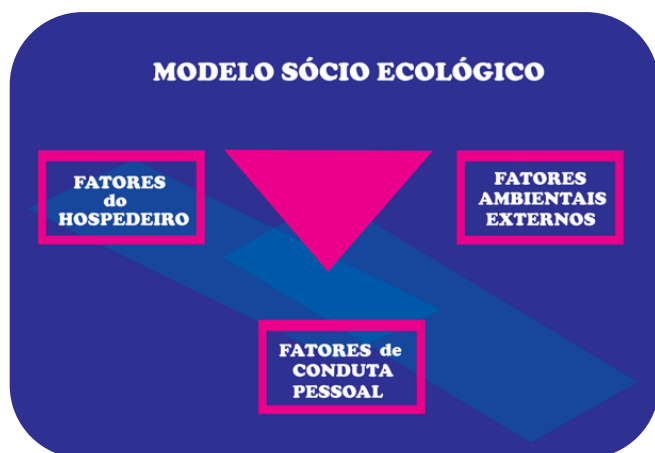 MODELO SÓCIO ECOLÓGICO
FATORES
do
HOSPEDEIRO
FATORES
AMBIENTAIS
EXTERNOS
FATORES de
CONDUTA
PESSOAL